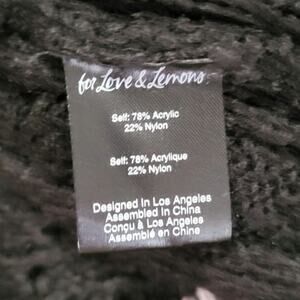 for Love & Lemons
Self: 78% Acrylic
22% Nylon
Self: 78% Acrylique
22% Nylon
Designed In Los Angeles
Assembled in China
Conçu à Los Angeles
Assemblé en Chine